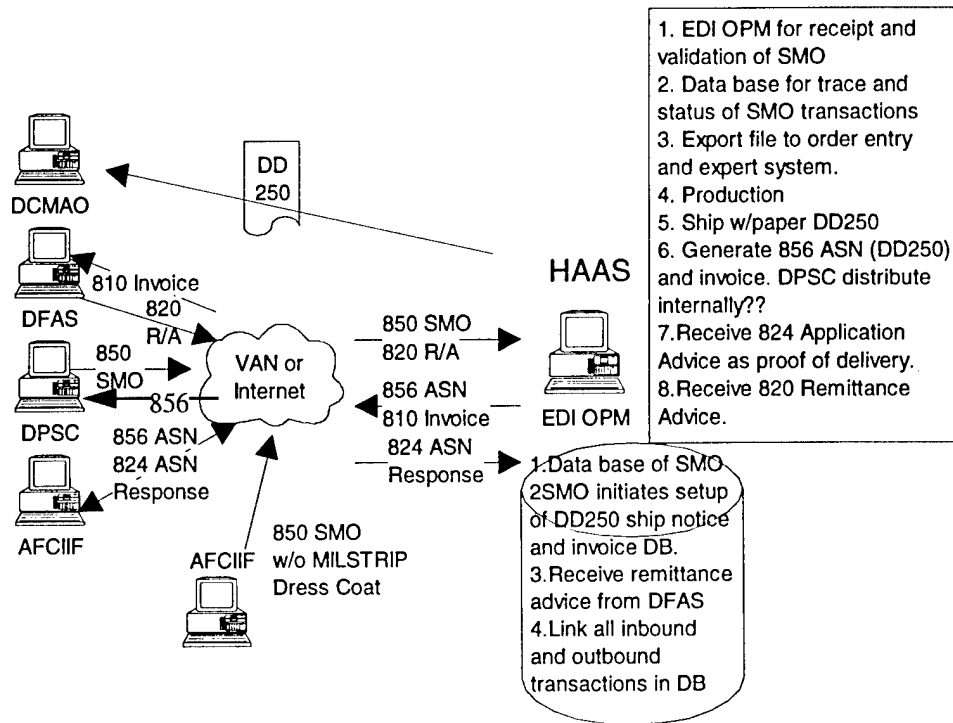 1. EDI OPM for receipt and
validation of SMO
2. Data base for trace and
status of SMO transactions
3. Export file to order entry
and expert system.
4. Production
5. Ship w/paper DD250
6. Generate 856 ASN (DD250)
and invoice. DPSC distribute
internally??
7.Receive 824 Application
Advice as proof of delivery.
8.Receive 820 Remittance
Advice.
DD
250
DCMAO
HAAS
810 Invoice
820
R/A
DFAS
850 SMO
820 R/A
VAN or
Internet
850
SMO
856
DPSC
856 ASN
810 Invoice
EDI OPM
856 ASN
824 ASN
Response
824 ASN
Response
AFCIIF
AFCIIF
850 SMO
w/o MILSTRIP
Dress Coat
1.Data base of SMO
2SMO initiates setup
of DD250 ship notice
and invoice DB.
3.Receive remittance
advice from DFAS
4.Link all inbound
and outbound
transactions in DB